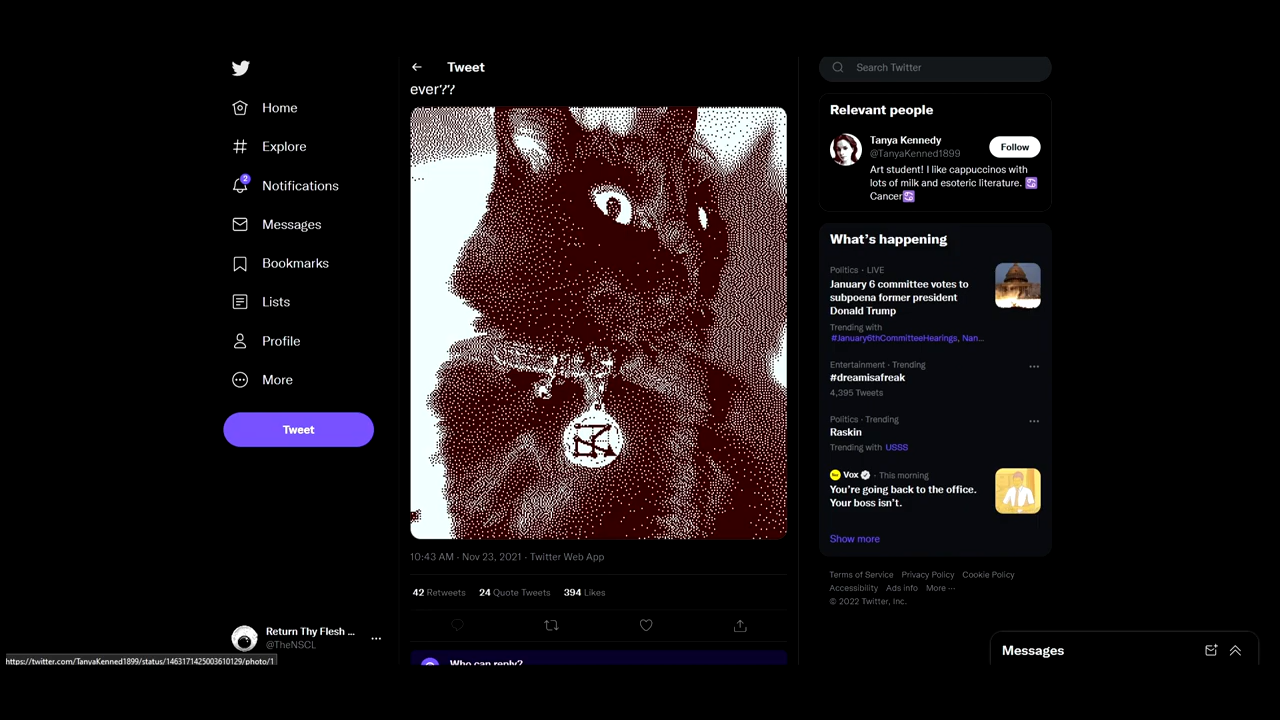 Home
Explore
2
Notifications
Messages
Bookmarks
Lists
Profile
More
Tweet
Return Thy Flesh ...
@TheNSCL
https://twitter.com/TanyaKenned1899/status/1463171425003610129/photo/1
Tweet
ever??
10:43 AM · Nov 23, 2021 · Twitter Web App
42 Retweets 24 Quote Tweets 394 Likes
Who can reply?
Search Twitter
Relevant people
Tanya Kennedy
@TanyaKenned1899
Follow
Art student! I like cappuccinos with
lots of milk and esoteric literature. ♋
Cancer♋
What's happening
Politics · LIVE
January 6 committee votes to
subpoena former president
Donald Trump
Trending with
#January6thCommitteeHearings, Nan...
Entertainment · Trending
#dreamisafreak
4,395 Tweets
Politics · Trending
Raskin
Trending with USSS
Vox · This morning
You're going back to the office.
Your boss isn't.
Show more
Terms of Service Privacy Policy Cookie Policy
Accessibility Ads info More ···
© 2022 Twitter, Inc.
Messages